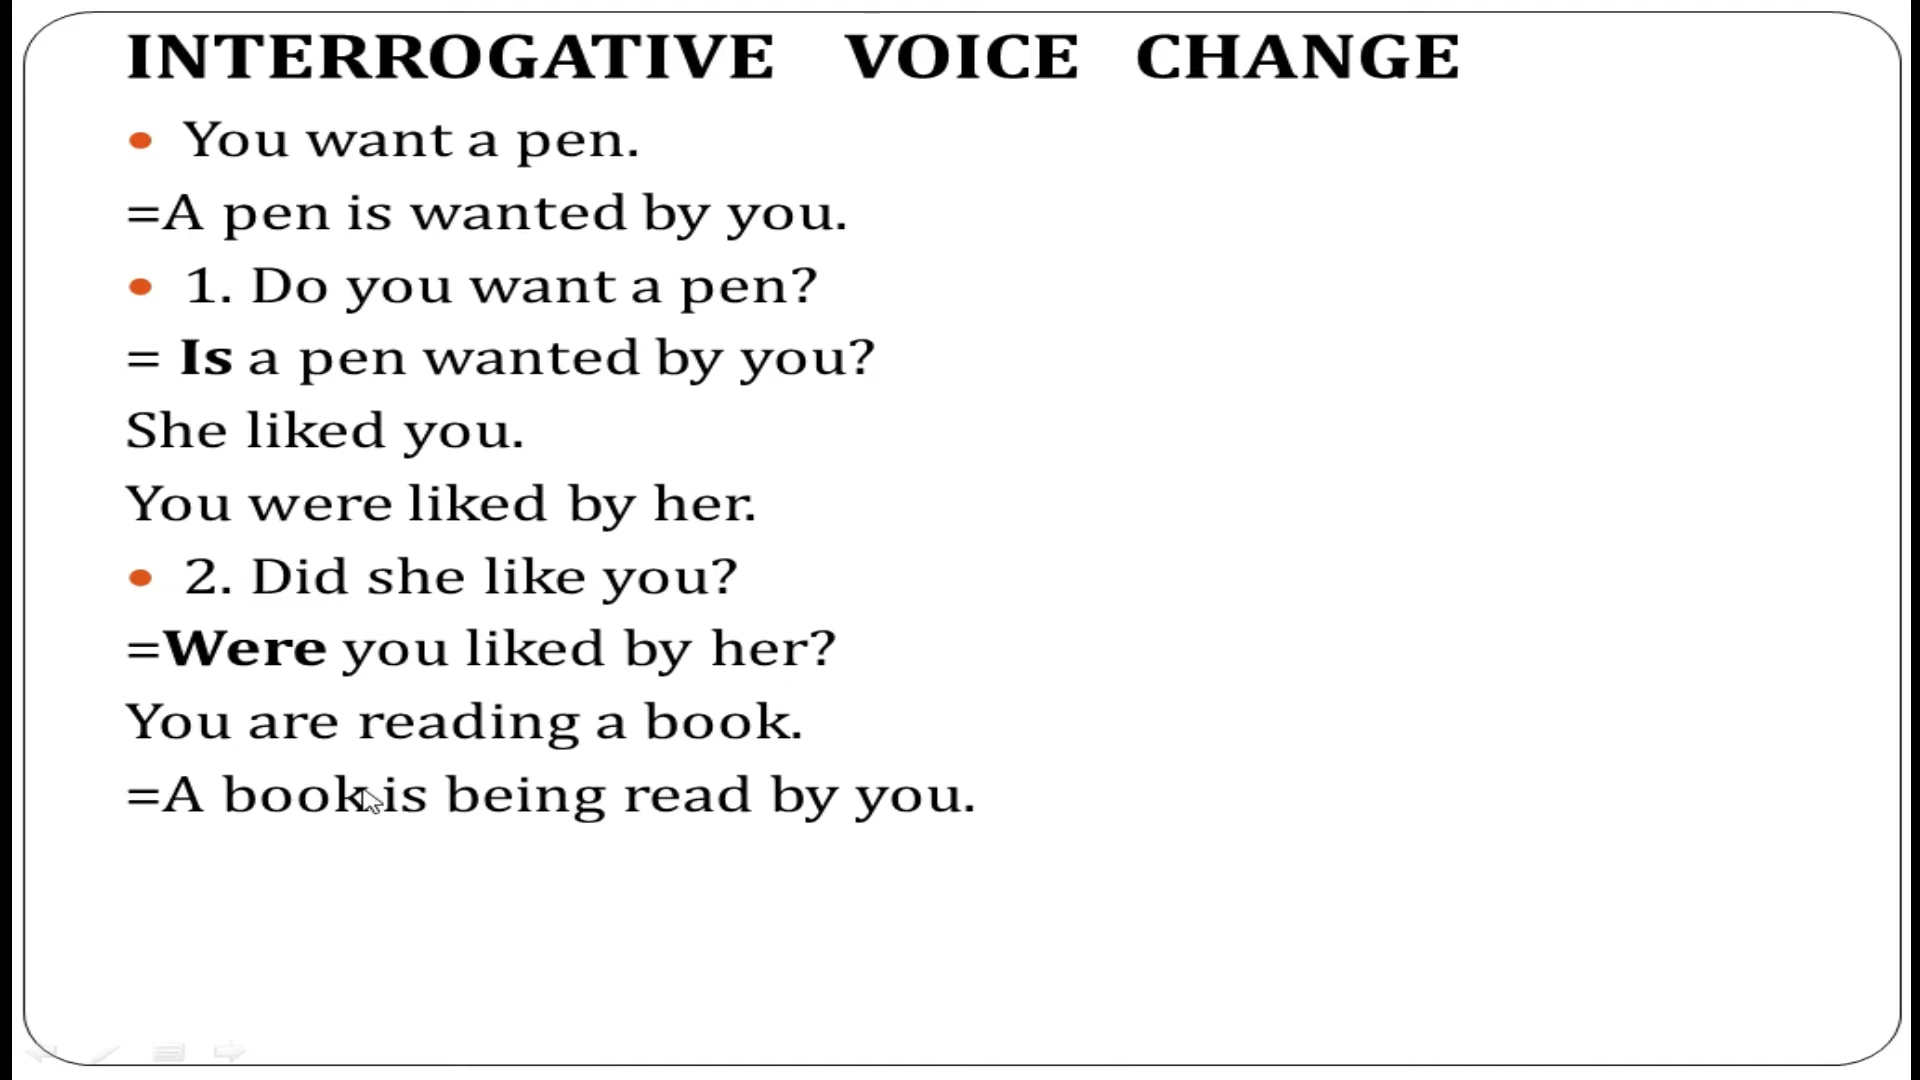 INTERROGATIVE VOICE CHANGE
• You want a pen.
=A pen is wanted by you.
• 1. Do you want a pen?
= Is a pen wanted by you?
She liked you.
You were liked by her.
• 2. Did she like you?
=Were you liked by her?
You are reading a book.
=A book is being read by you.